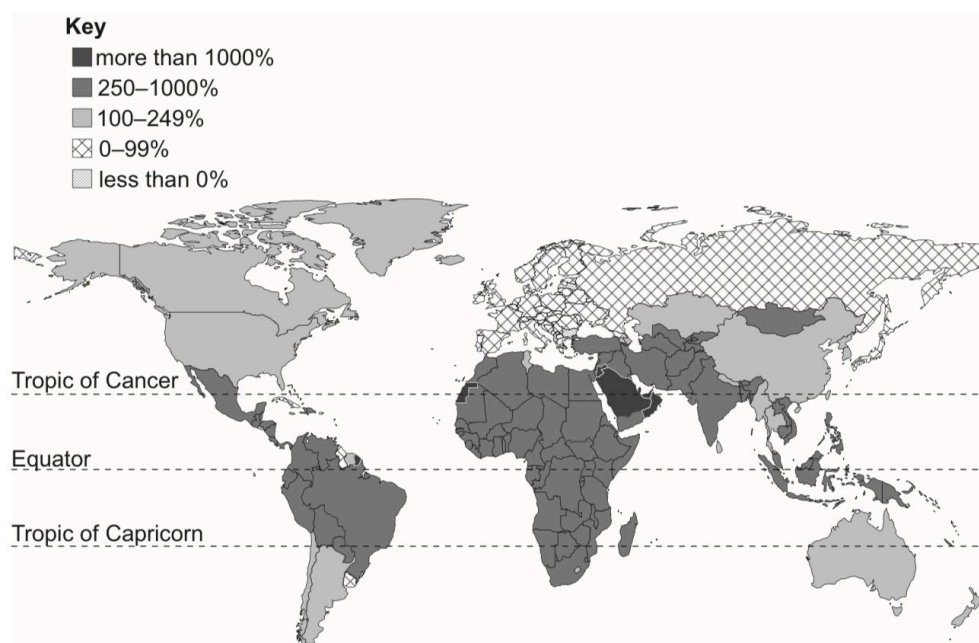 Key
more than 1000%
250–1000%
100–249%
0–99%
less than 0%
Tropic of Cancer
Equator
Tropic of Capricorn